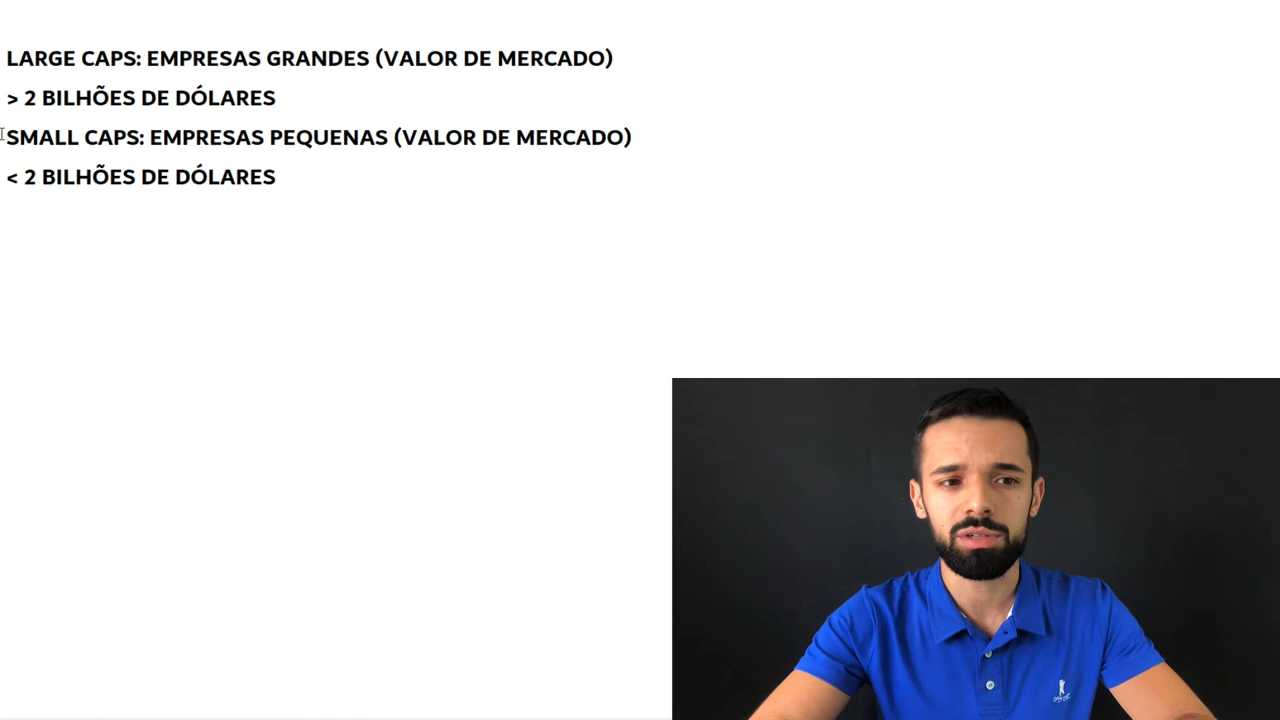 LARGE CAPS: EMPRESAS GRANDES (VALOR DE MERCADO)
> 2 BILHÕES DE DÓLARES
SMALL CAPS: EMPRESAS PEQUENAS (VALOR DE MERCADO)
< 2 BILHÕES DE DÓLARES